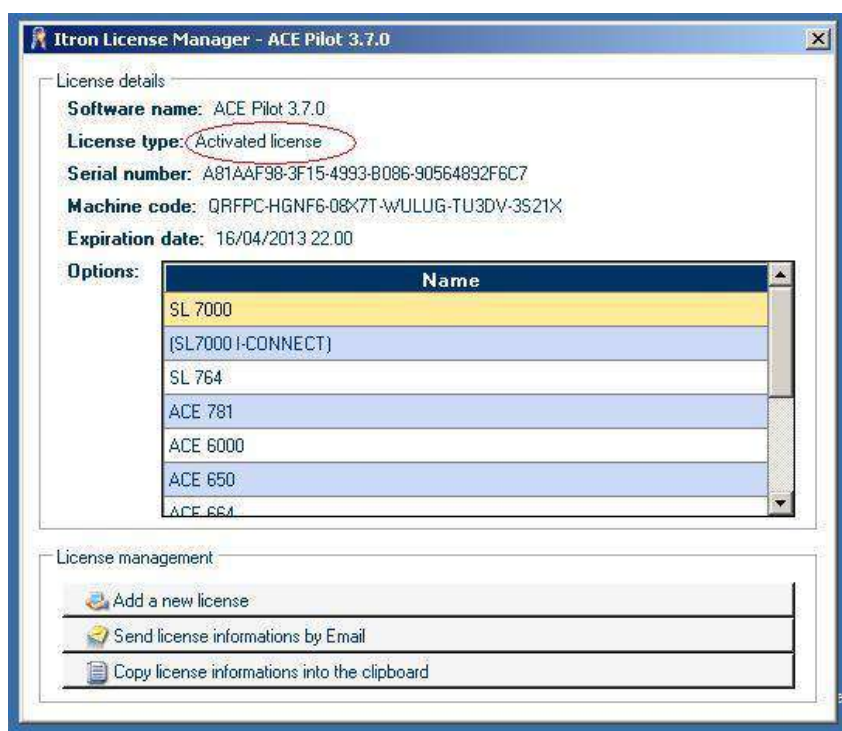 Itron License Manager - ACE Pilot 3.7.0
License details
Software name: ACE Pilot 3.7.0
License type: Activated license
Serial number: A81AAF98-3F15-4993-B086-90564892F6C7
Machine code: QRFPC-HGNF6-08X7T-WULUG-TU3DV-3S21X
Expiration date: 16/04/2013 22.00
Options:
Name
SL 7000
(SL7000 I-CONNECT)
SL 764
ACE 781
ACE 6000
ACE 650
ACE 664
License management
Add a new license
Send license informations by Email
Copy license informations into the clipboard